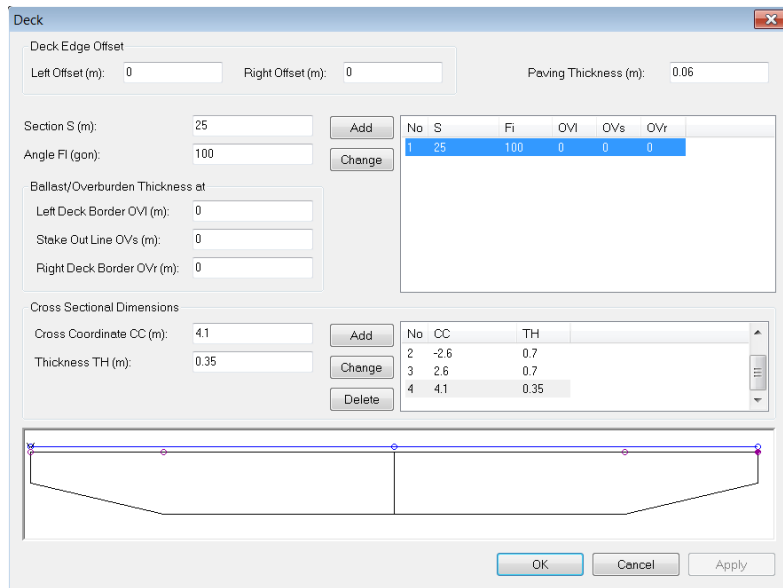 Deck
Deck Edge Offset
Left Offset (m): 0 Right Offset (m): 0 Paving Thickness (m): 0.06
Section S (m): 25 Add
Angle FI (gon): 100 Change
No S Fi OVl OVs OVr
1 25 100 0 0 0
Ballast/Overburden Thickness at
Left Deck Border OVl (m): 0
Stake Out Line OVs (m): 0
Right Deck Border OVr (m): 0
Cross Sectional Dimensions
Cross Coordinate CC (m): 4.1 Add
Thickness TH (m): 0.35 Change
Delete
No CC TH
2 -2.6 0.7
3 2.6 0.7
4 4.1 0.35
OK Cancel Apply